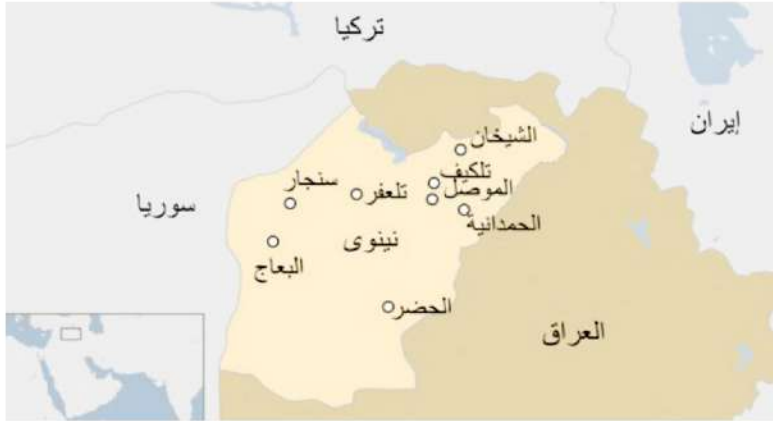 تركيا
إيران
الشيخان
تلكيف
الموصل
سنجار
تلعفر
سوريا
الحمدانية
نينوى
البعاج
الحضر
العراق